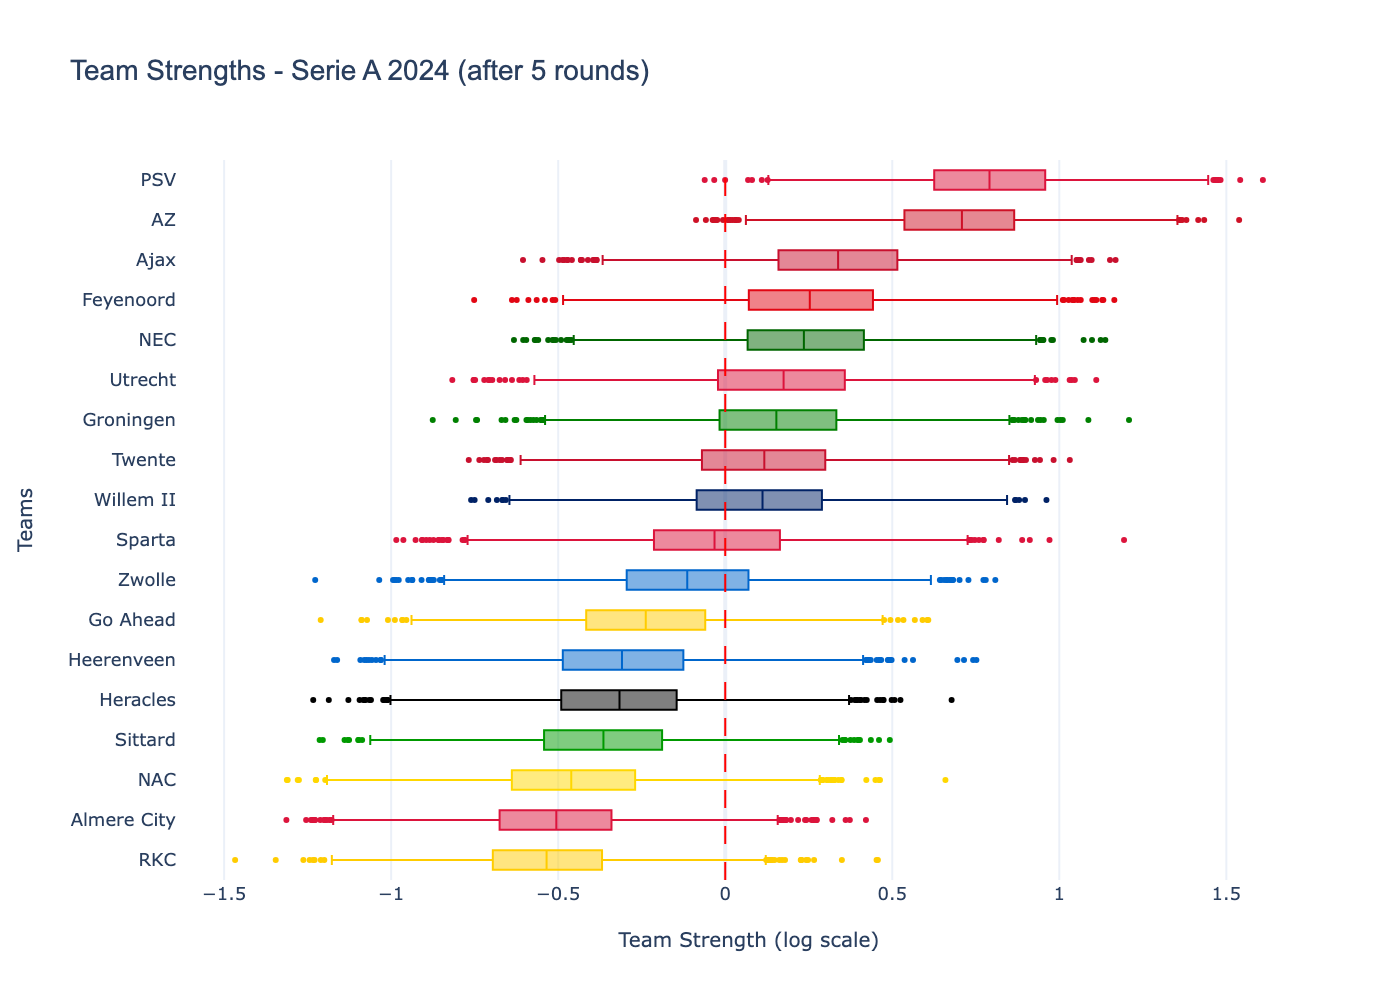 Team Strengths - Serie A 2024 (after 5 rounds)
PSV
AZ
Ajax
Feyenoord
NEC
Utrecht
Groningen
Twente
Willem II
Sparta
Zwolle
Go Ahead
Heerenveen
Heracles
Sittard
NAC
Almere City
RKC
Teams
−1.5 −1 −0.5 0 0.5 1 1.5
Team Strength (log scale)